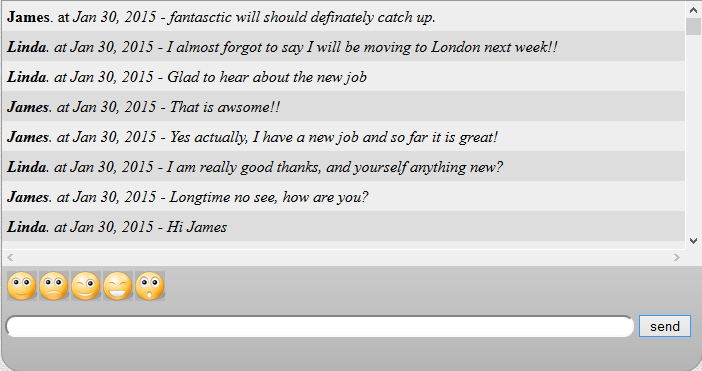 James. at Jan 30, 2015 - fantasctic will should definately catch up.
Linda. at Jan 30, 2015 - I almost forgot to say I will be moving to London next week!!
Linda. at Jan 30, 2015 - Glad to hear about the new job
James. at Jan 30, 2015 - That is awsome!!
James. at Jan 30, 2015 - Yes actually, I have a new job and so far it is great!
Linda. at Jan 30, 2015 - I am really good thanks, and yourself anything new?
James. at Jan 30, 2015 - Longtime no see, how are you?
Linda. at Jan 30, 2015 - Hi James
send